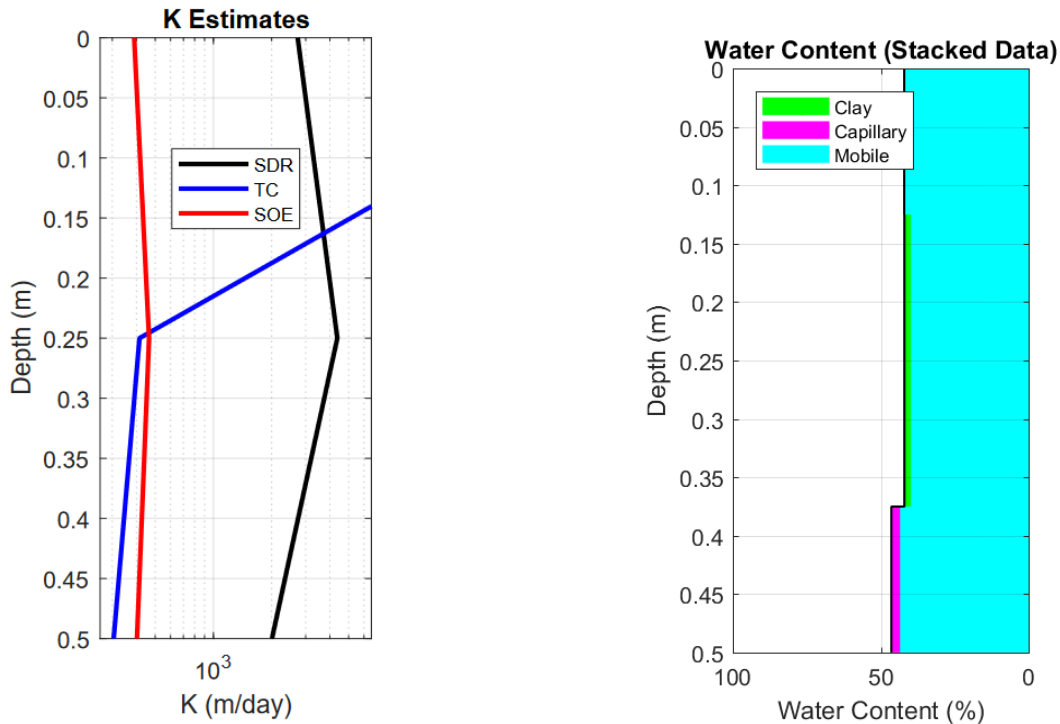 K Estimates
0
0.05
0.1
0.15
0.2
0.25
0.3
0.35
0.4
0.45
0.5
Depth (m)
SDR
TC
SOE
10^3
K (m/day)
Water Content (Stacked Data)
0
0.05
0.1
0.15
0.2
0.25
0.3
0.35
0.4
0.45
0.5
Depth (m)
Clay
Capillary
Mobile
100
50
0
Water Content (%)